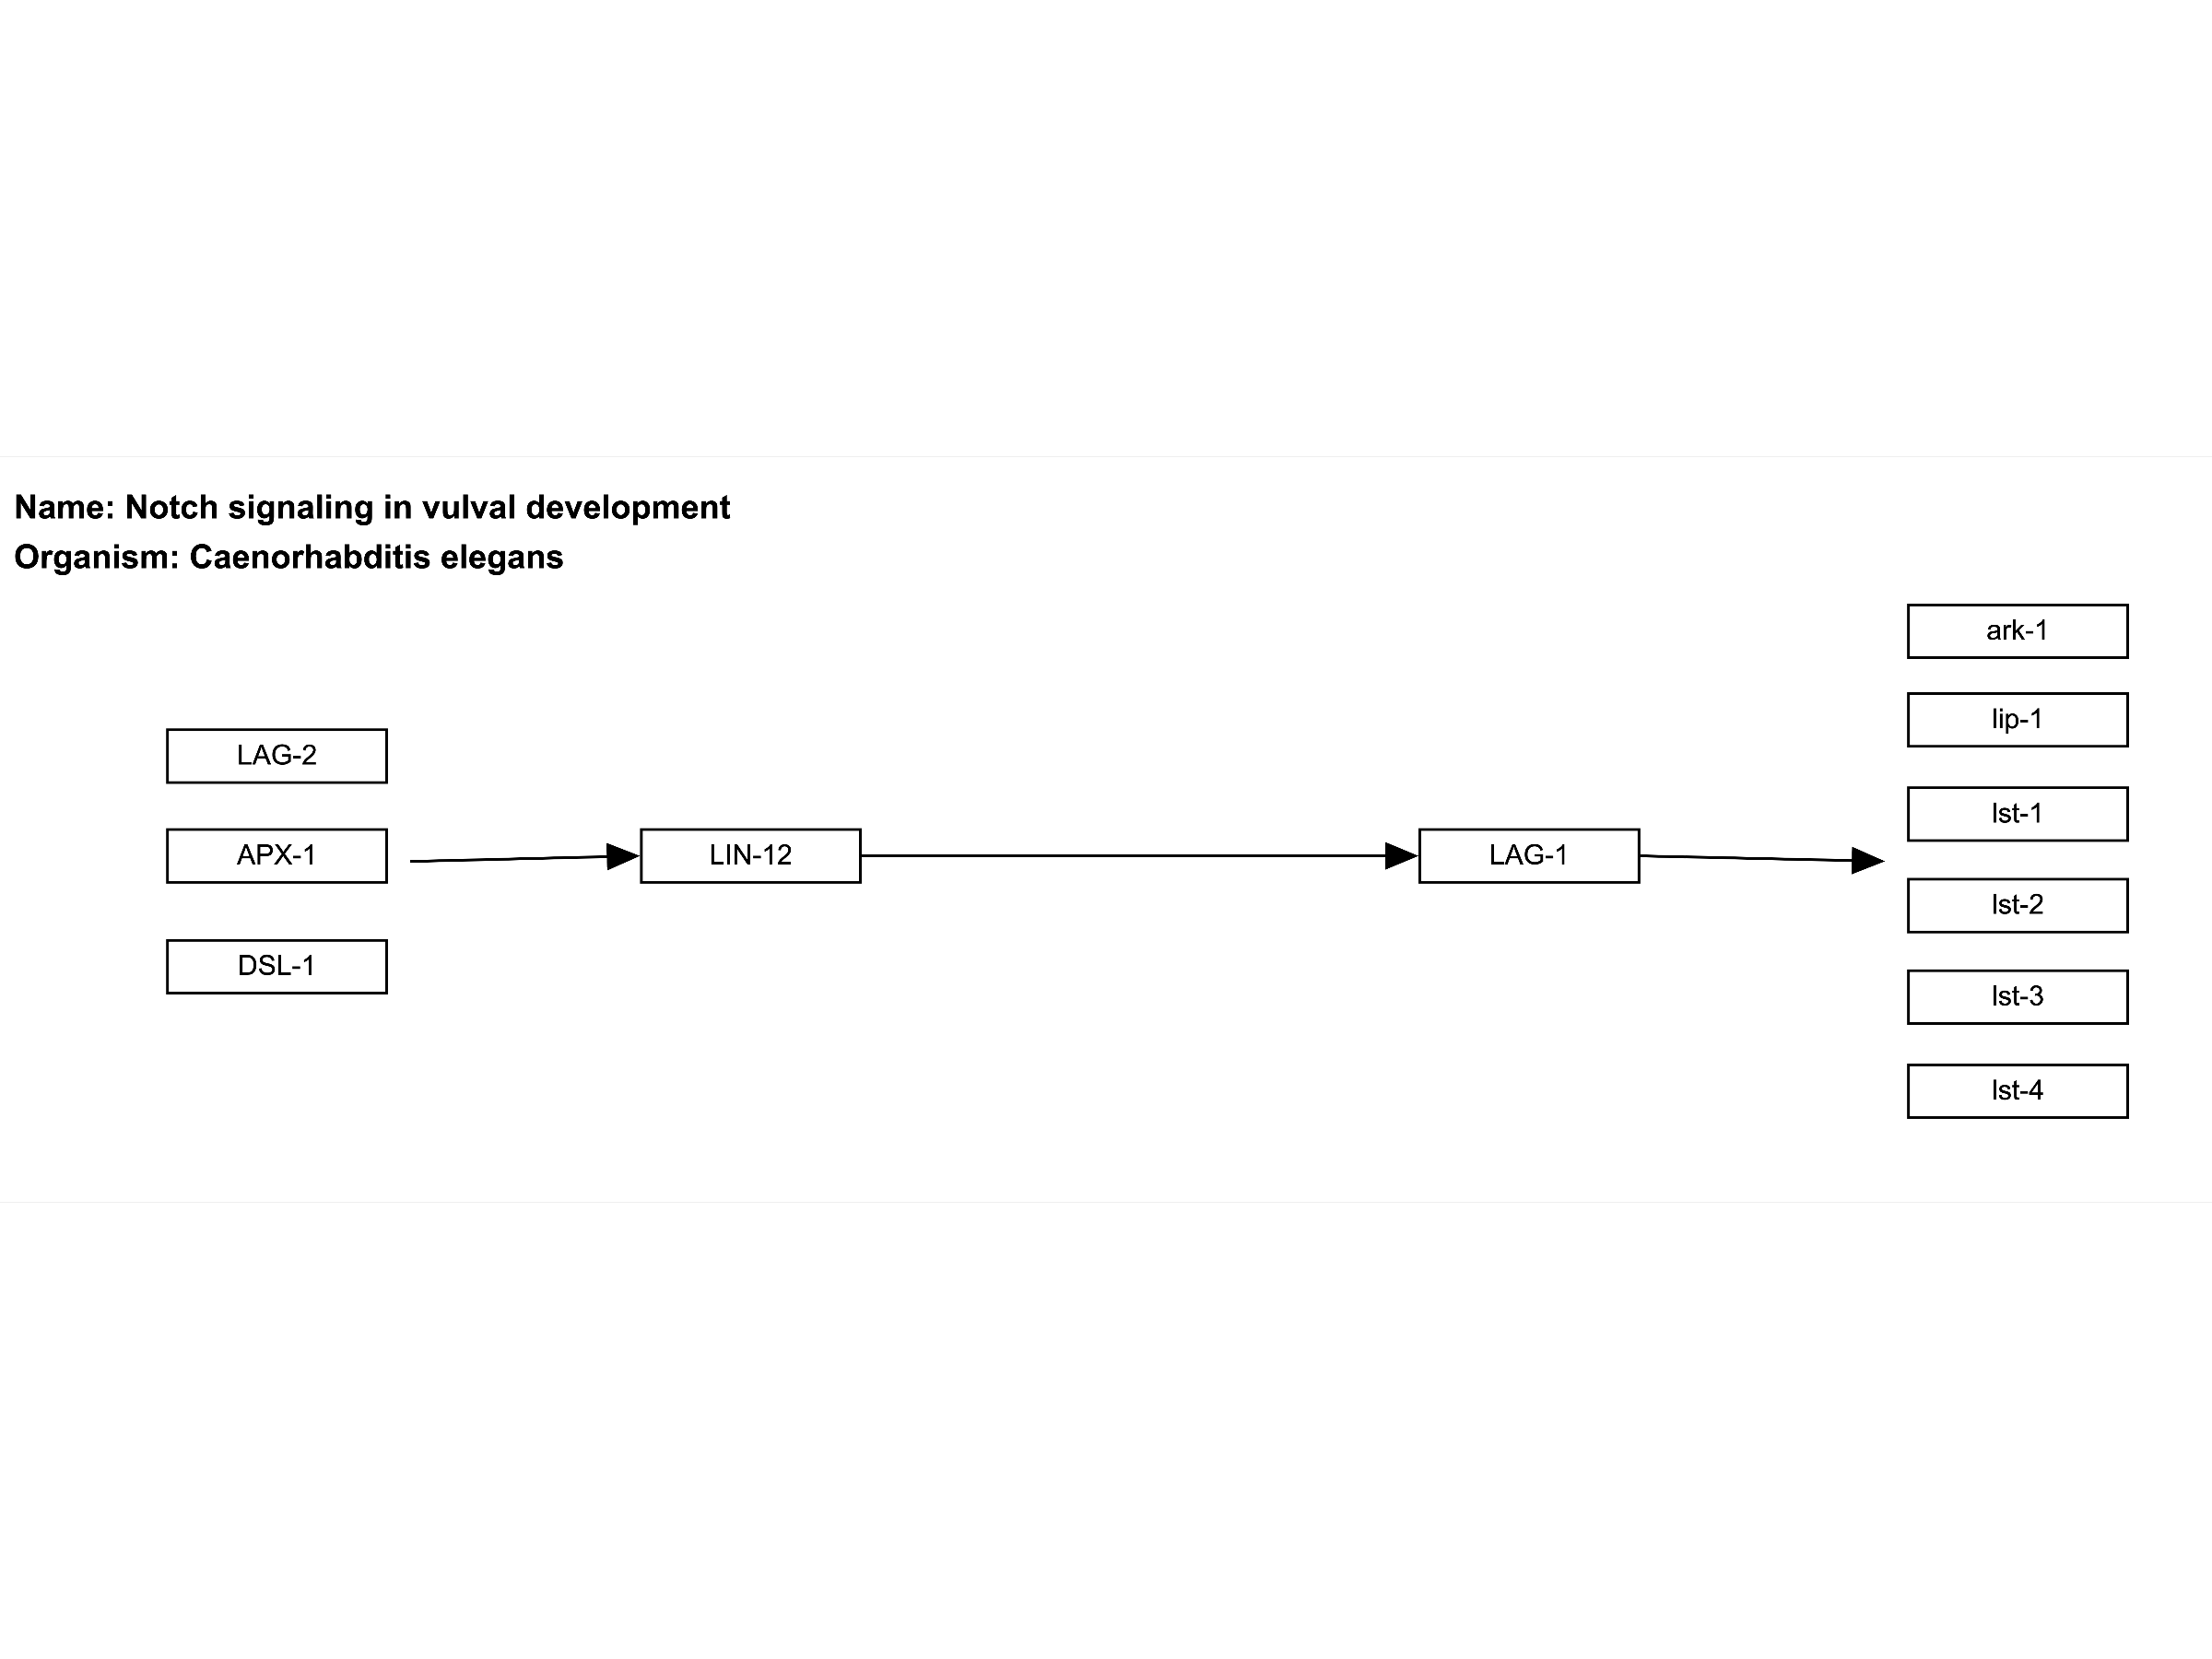 Name: Notch signaling in vulval development
Organism: Caenorhabditis elegans
ark-1
lip-1
LAG-2
lst-1
APX-1
LIN-12
LAG-1
lst-2
DSL-1
lst-3
lst-4